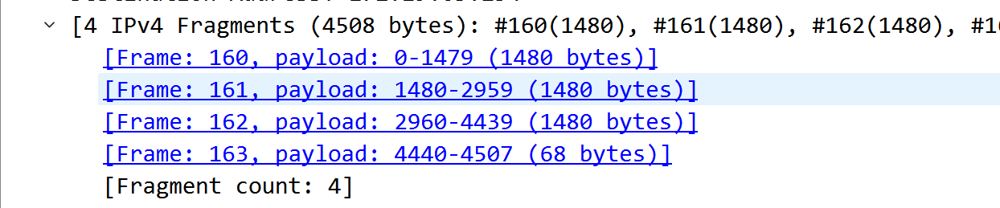 [4 IPv4 Fragments (4508 bytes): #160(1480), #161(1480), #162(1480),
[Frame: 160, payload: 0-1479 (1480 bytes)]
[Frame: 161, payload: 1480-2959 (1480 bytes)]
[Frame: 162, payload: 2960-4439 (1480 bytes)]
[Frame: 163, payload: 4440-4507 (68 bytes)]
[Fragment count: 4]